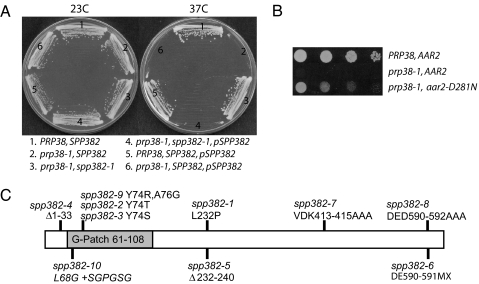 A
23C
37C
B
1
2
3
4
5
6
1
2
3
4
5
6
PRP38, AAR2
prp38-1, AAR2
prp38-1, aar2-D281N
1. PRP38, SPP382
2. prp38-1, SPP382
3. prp38-1, spp382-1
4. prp38-1, spp382-1, pSPP382
5. PRP38, SPP382, pSPP382
6. prp38-1, SPP382, pSPP382
C
spp382-9 Y74R,A76G
spp382-2 Y74T
spp382-3 Y74S
spp382-4
Δ1-33
spp382-1
L232P
spp382-7
VDK413-415AAA
spp382-8
DED590-592AAA
G-Patch 61-108
spp382-10
L68G +SGPGSG
spp382-5
Δ232-240
spp382-6
DE590-591MX